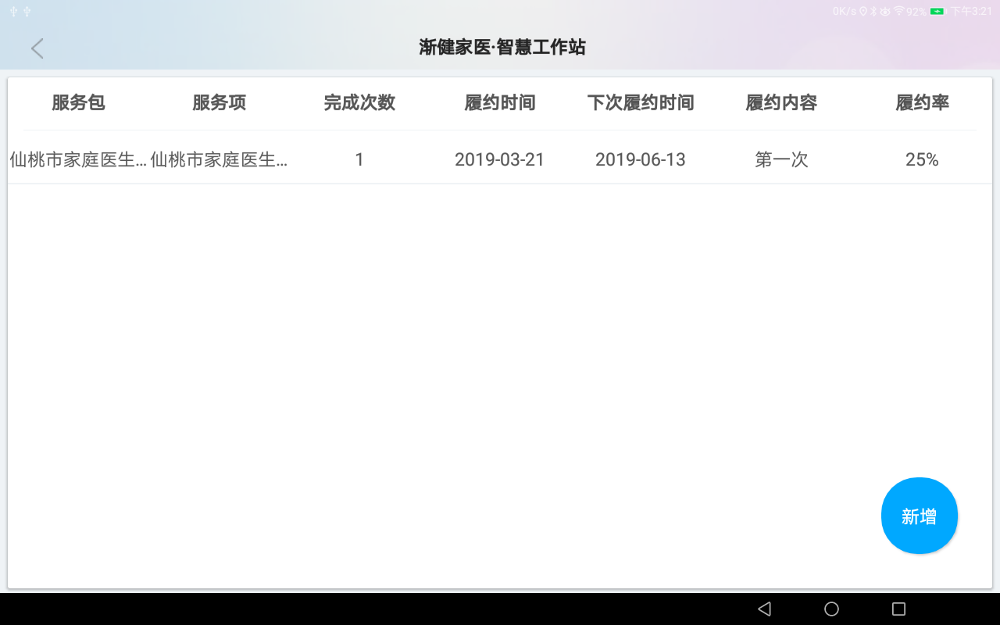 0K/s 92% 下午3:21
渐健家医·智慧工作站
服务包 服务项 完成次数 履约时间 下次履约时间 履约内容 履约率
仙桃市家庭医生... 仙桃市家庭医生... 1 2019-03-21 2019-06-13 第一次 25%
新增